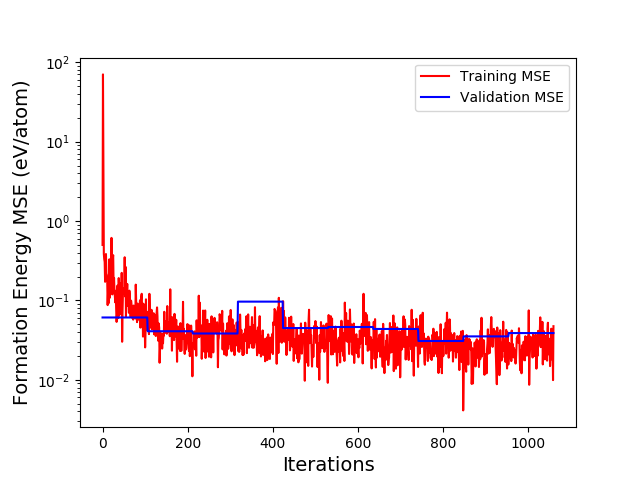 Formation Energy MSE (eV/atom)
10²
10¹
10⁰
10⁻¹
10⁻²
Training MSE
Validation MSE
0 200 400 600 800 1000
Iterations